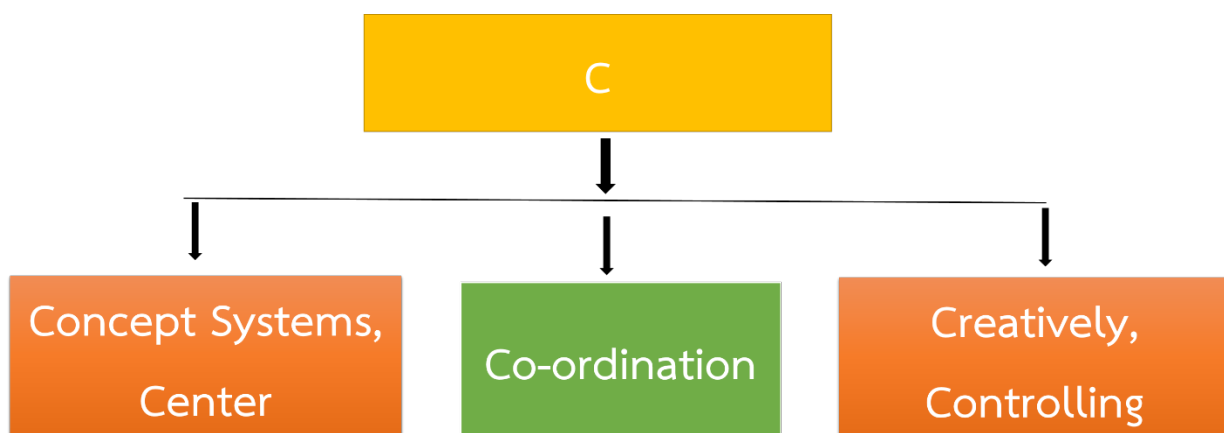 C
Concept Systems,
Center
Co-ordination
Creatively,
Controlling